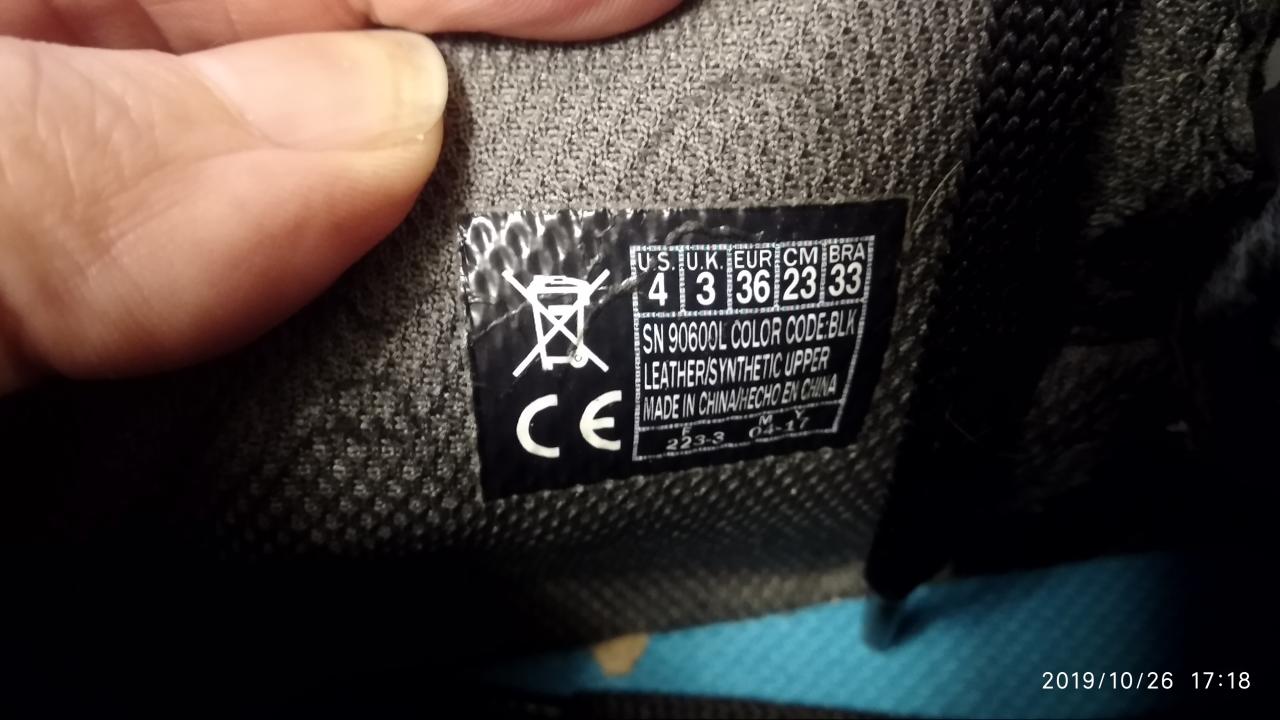 U.S. U.K. EUR CM BRA
4 3 36 23 33
SN 90600L COLOR CODE:BLK
LEATHER/SYNTHETIC UPPER
MADE IN CHINA/HECHO EN CHINA
F M Y
223-3 04-17
CE
2019/10/26 17:18